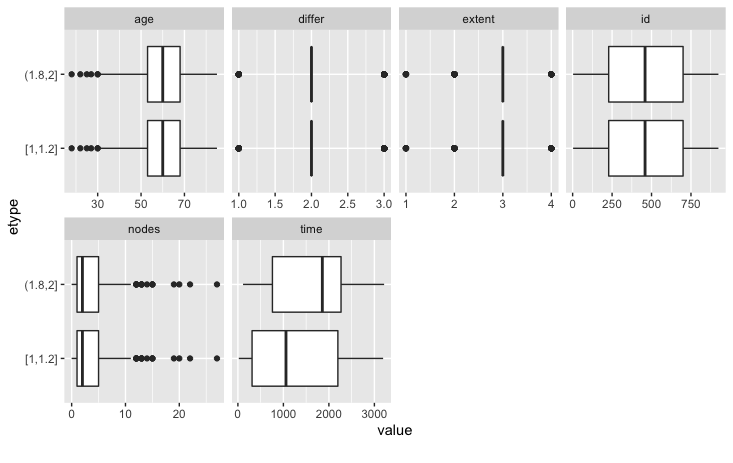 age differ extent id
(1.8,2]
[1,1.2]
30 50 70 1.0 1.5 2.0 2.5 3.0 1 2 3 4 0 250 500 750
etype
nodes time
(1.8,2]
[1,1.2]
0 10 20 0 1000 2000 3000
value